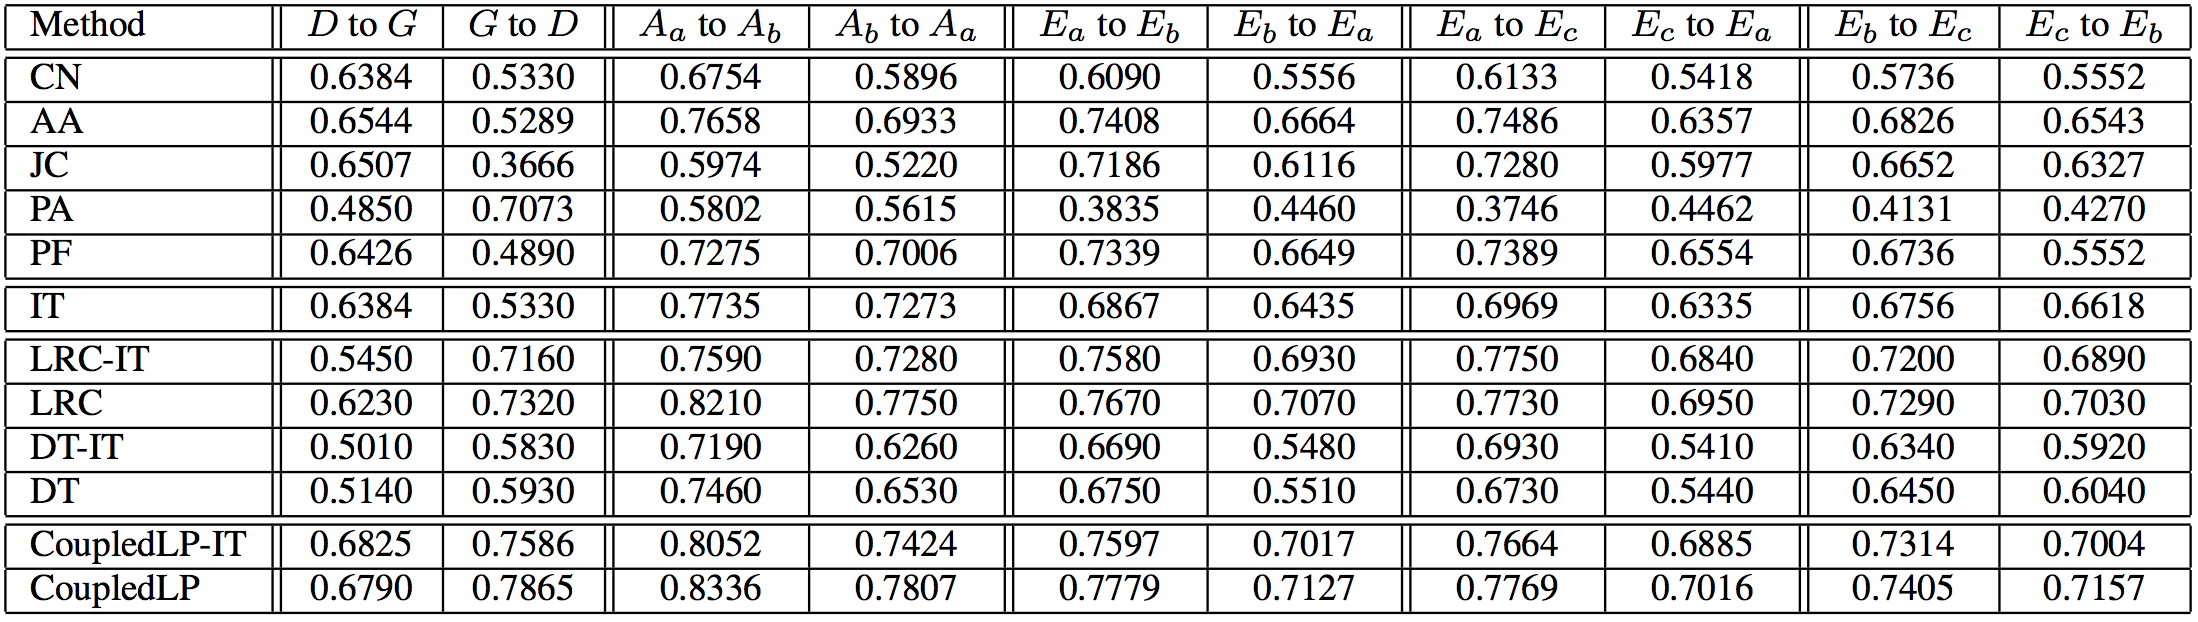 Method D to G G to D A_a to A_b A_b to A_a E_a to E_b E_b to E_a E_a to E_c E_c to E_a E_b to E_c E_c to E_b
CN 0.6384 0.5330 0.6754 0.5896 0.6090 0.5556 0.6133 0.5418 0.5736 0.5552
AA 0.6544 0.5289 0.7658 0.6933 0.7408 0.6664 0.7486 0.6357 0.6826 0.6543
JC 0.6507 0.3666 0.5974 0.5220 0.7186 0.6116 0.7280 0.5977 0.6652 0.6327
PA 0.4850 0.7073 0.5802 0.5615 0.3835 0.4460 0.3746 0.4462 0.4131 0.4270
PF 0.6426 0.4890 0.7275 0.7006 0.7339 0.6649 0.7389 0.6554 0.6736 0.5552
IT 0.6384 0.5330 0.7735 0.7273 0.6867 0.6435 0.6969 0.6335 0.6756 0.6618
LRC-IT 0.5450 0.7160 0.7590 0.7280 0.7580 0.6930 0.7750 0.6840 0.7200 0.6890
LRC 0.6230 0.7320 0.8210 0.7750 0.7670 0.7070 0.7730 0.6950 0.7290 0.7030
DT-IT 0.5010 0.5830 0.7190 0.6260 0.6690 0.5480 0.6930 0.5410 0.6340 0.5920
DT 0.5140 0.5930 0.7460 0.6530 0.6750 0.5510 0.6730 0.5440 0.6450 0.6040
CoupledLP-IT 0.6825 0.7586 0.8052 0.7424 0.7597 0.7017 0.7664 0.6885 0.7314 0.7004
CoupledLP 0.6790 0.7865 0.8336 0.7807 0.7779 0.7127 0.7769 0.7016 0.7405 0.7157